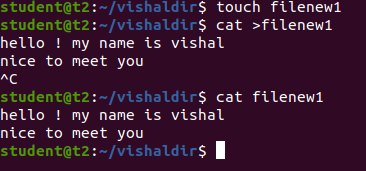 student@t2:~/vishaldir$ touch filenew1
student@t2:~/vishaldir$ cat >filenew1
hello ! my name is vishal
nice to meet you
^C
student@t2:~/vishaldir$ cat filenew1
hello ! my name is vishal
nice to meet you
student@t2:~/vishaldir$